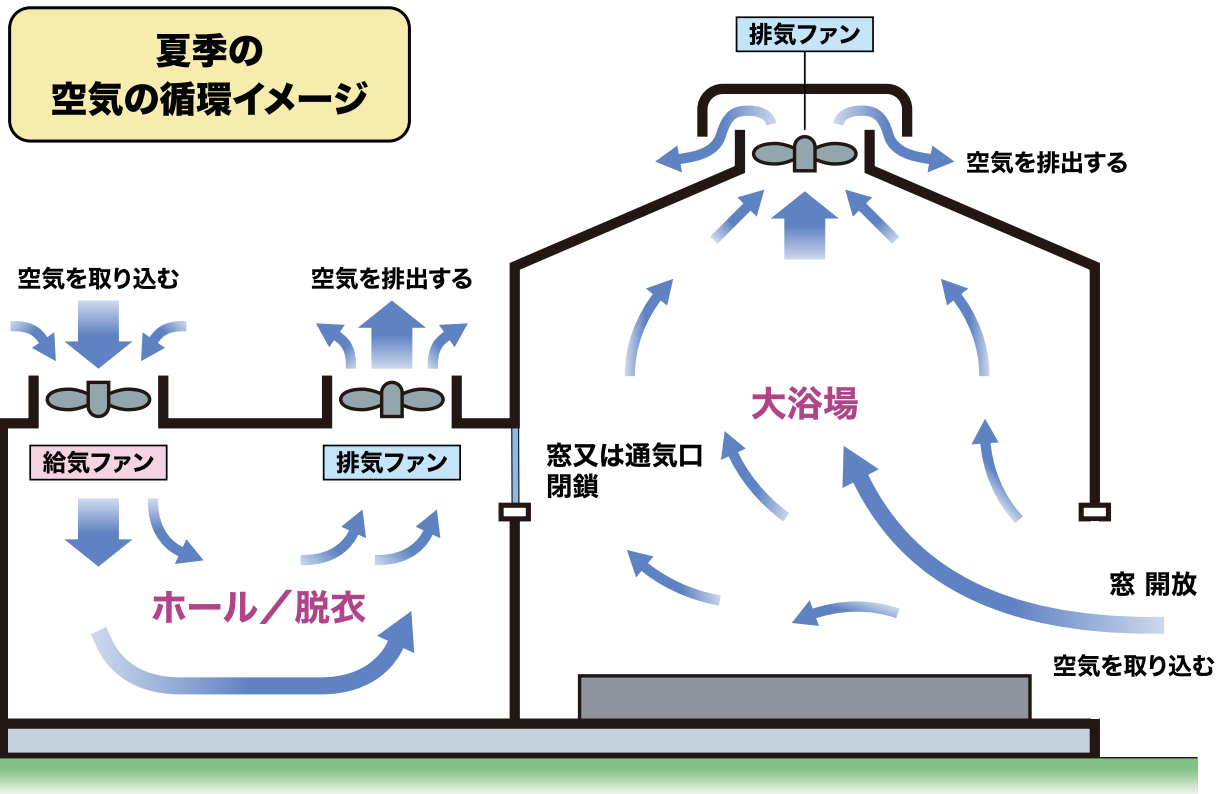 夏季の
空気の循環イメージ
排気ファン
空気を排出する
空気を取り込む
空気を排出する
給気ファン
排気ファン
大浴場
窓又は通気口
閉鎖
ホール／脱衣
窓 開放
空気を取り込む